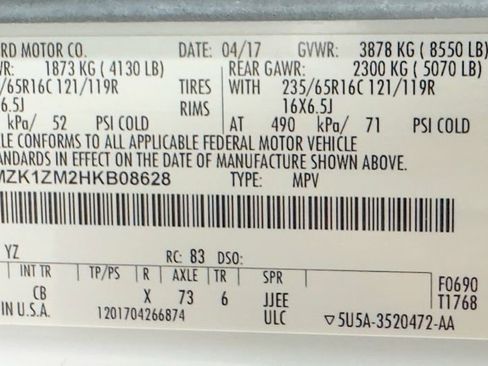 RD MOTOR CO. DATE: 04/17 GVWR: 3878 KG (8550 LB)
WR: 1873 KG (4130 LB) REAR GAWR: 2300 KG (5070 LB)
/65R16C 121/119R TIRES WITH 235/65R16C 121/119R
6.5J RIMS 16X6.5J
kPa/ 52 PSI COLD AT 490 kPa/ 71 PSI COLD
LE CONFORMS TO ALL APPLICABLE FEDERAL MOTOR VEHICLE
ANDARDS IN EFFECT ON THE DATE OF MANUFACTURE SHOWN ABOVE.
MZK1ZM2HKB08628 TYPE: MPV
YZ RC: 83 DSO:
INT TR TP/PS R AXLE TR SPR F0690
CB X 73 6 JJEE T1768
IN U.S.A. 1201704266874 ULC ▽5U5A-3520472-AA